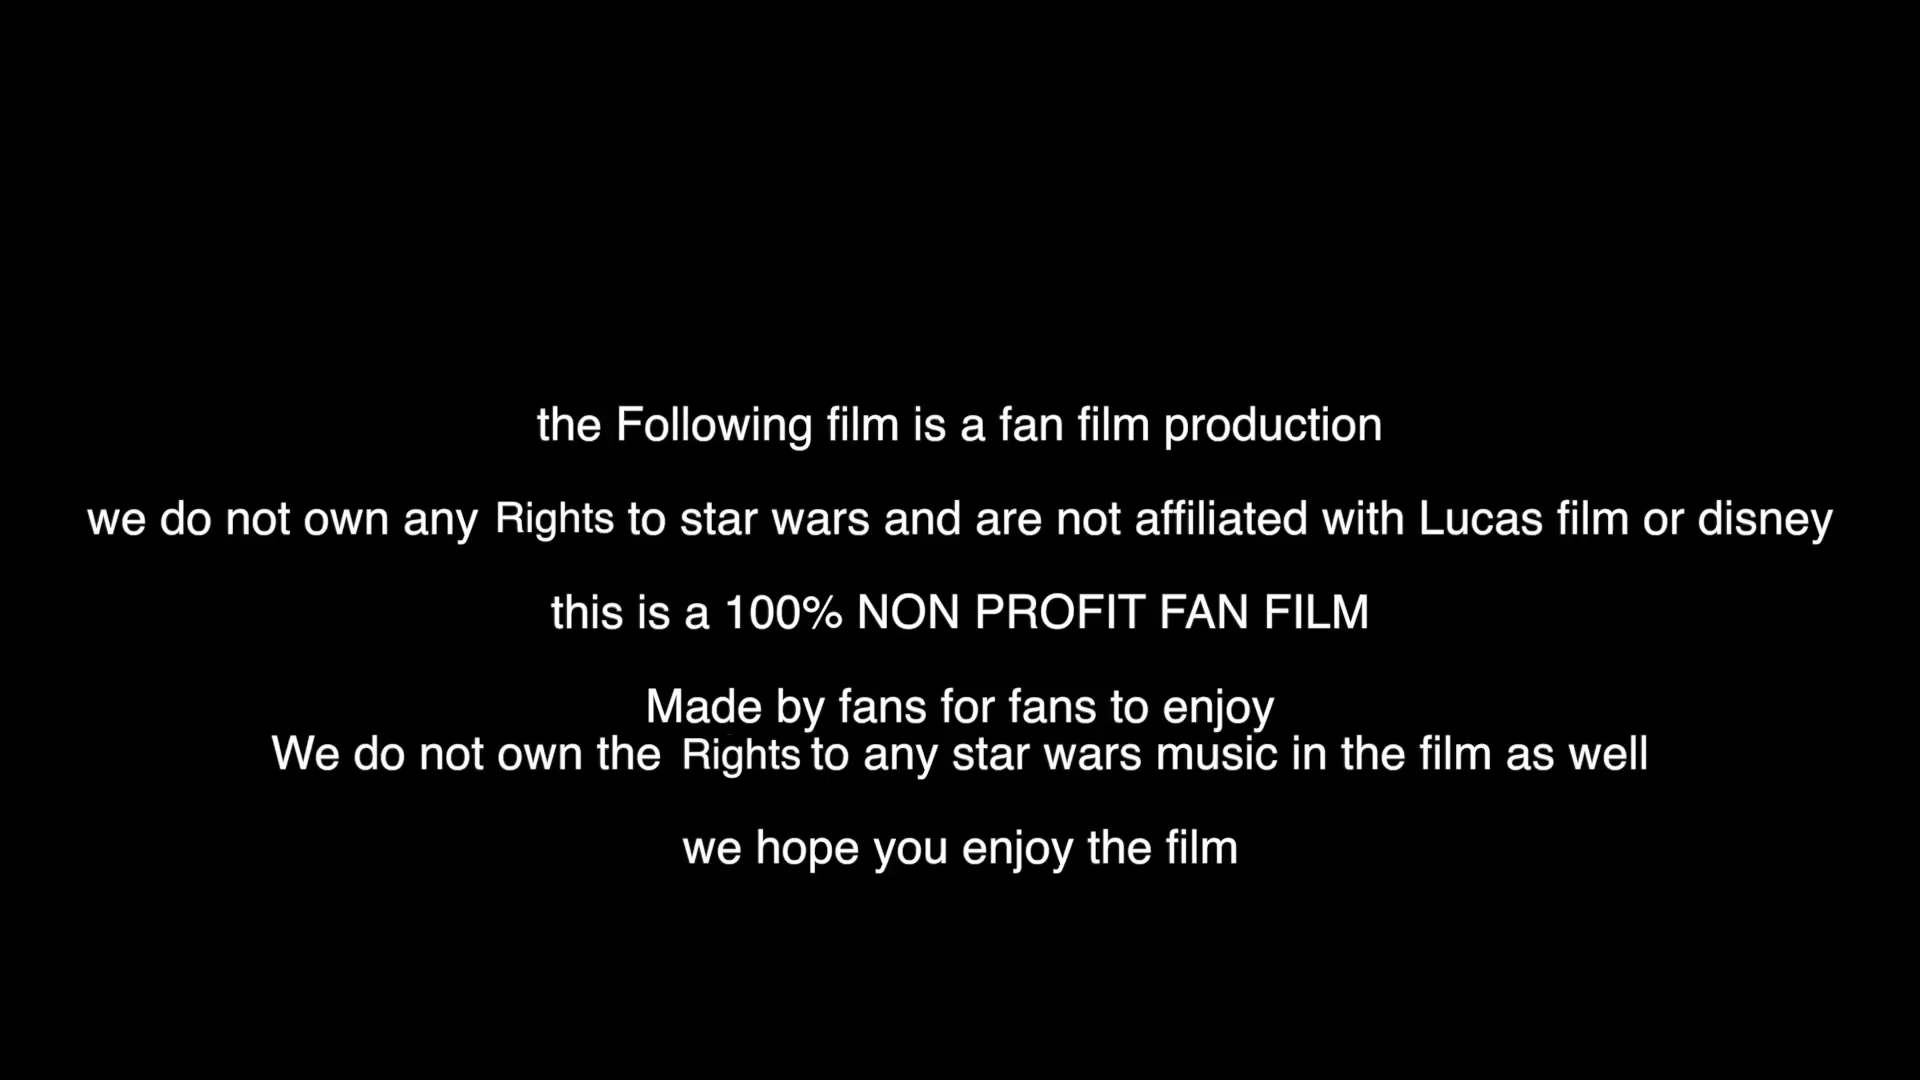 the Following film is a fan film production
we do not own any Rights to star wars and are not affiliated with Lucas film or disney
this is a 100% NON PROFIT FAN FILM
Made by fans for fans to enjoy
We do not own the Rights to any star wars music in the film as well
we hope you enjoy the film